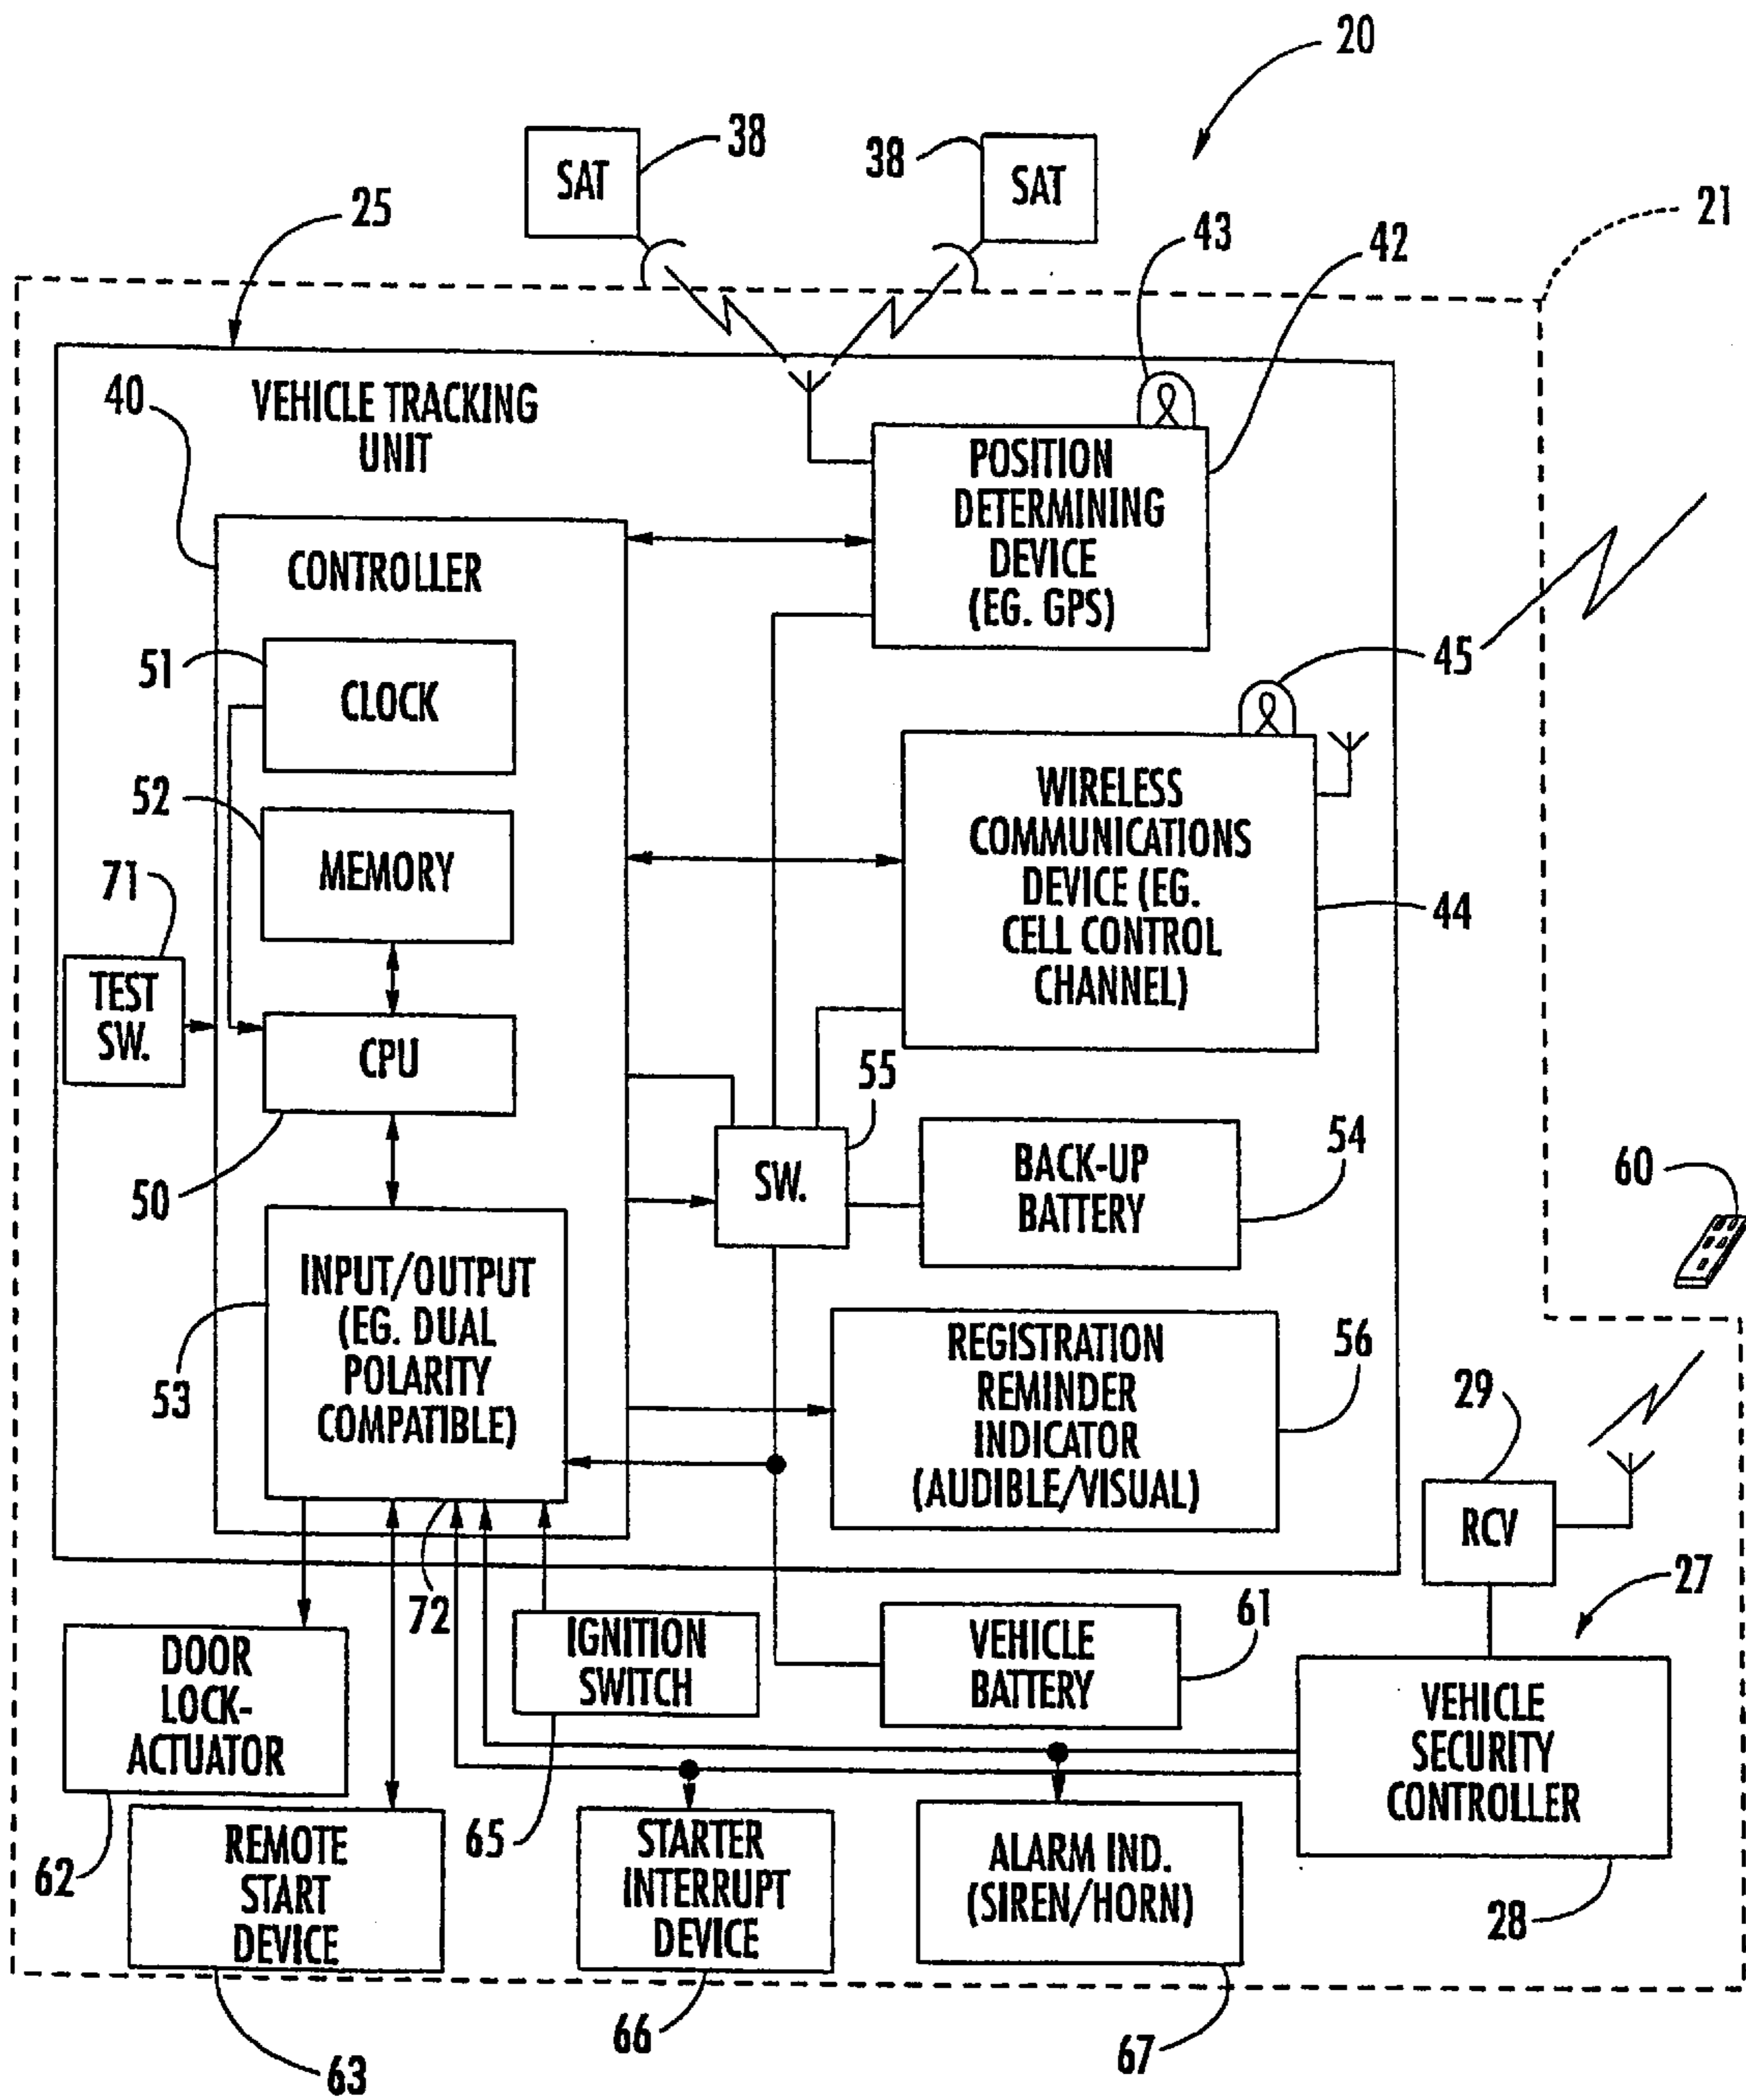 20
SAT
38
38
SAT
25
21
43
42
40
VEHICLE TRACKING
UNIT
POSITION
DETERMINING
DEVICE
(EG. GPS)
CONTROLLER
51
CLOCK
45
52
MEMORY
WIRELESS
COMMUNICATIONS
DEVICE (EG.
CELL CONTROL
CHANNEL)
44
71
TEST
SW.
CPU
50
55
SW.
BACK-UP
BATTERY
54
60
INPUT/OUTPUT
(EG. DUAL
POLARITY
COMPATIBLE)
53
REGISTRATION
REMINDER
INDICATOR
(AUDIBLE/VISUAL)
56
29
RCV
27
72
DOOR
LOCK-
ACTUATOR
62
IGNITION
SWITCH
65
VEHICLE
BATTERY
61
VEHICLE
SECURITY
CONTROLLER
28
REMOTE
START
DEVICE
63
STARTER
INTERRUPT
DEVICE
66
ALARM IND.
(SIREN/HORN)
67